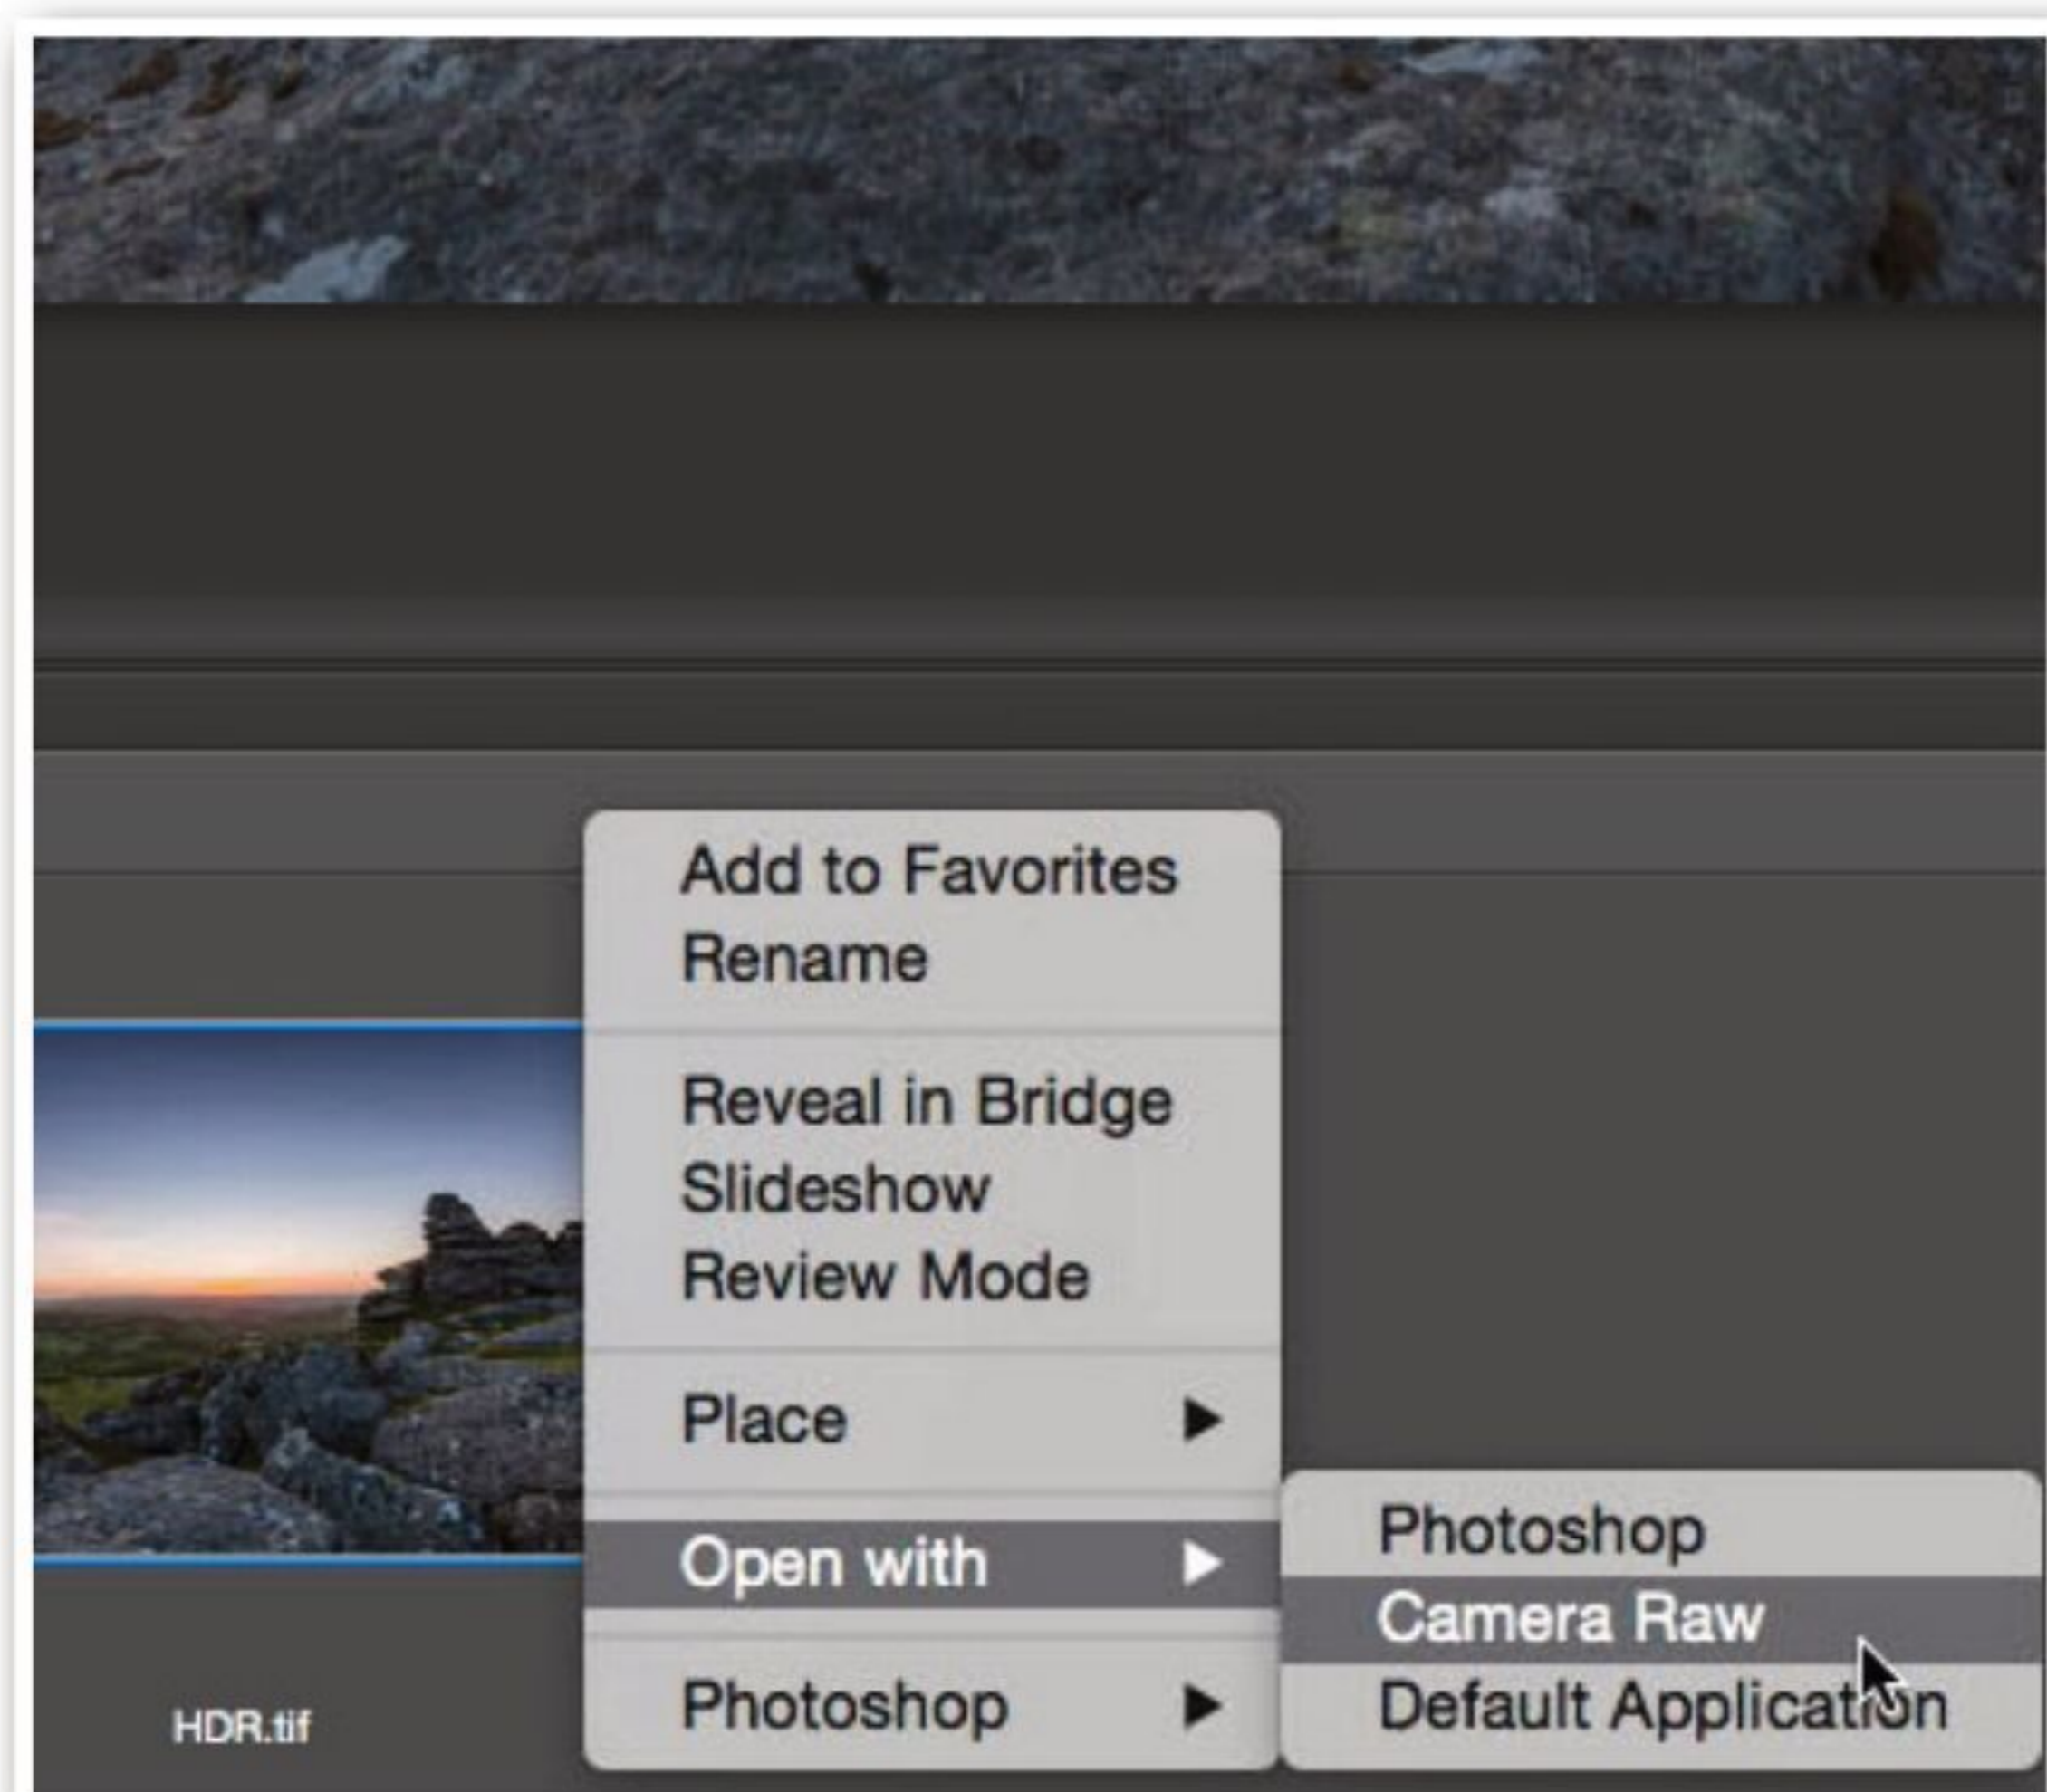 Add to Favorites
Rename
Reveal in Bridge
Slideshow
Review Mode
Place
Open with
Photoshop
Photoshop
Camera Raw
Default Application
HDR.tif